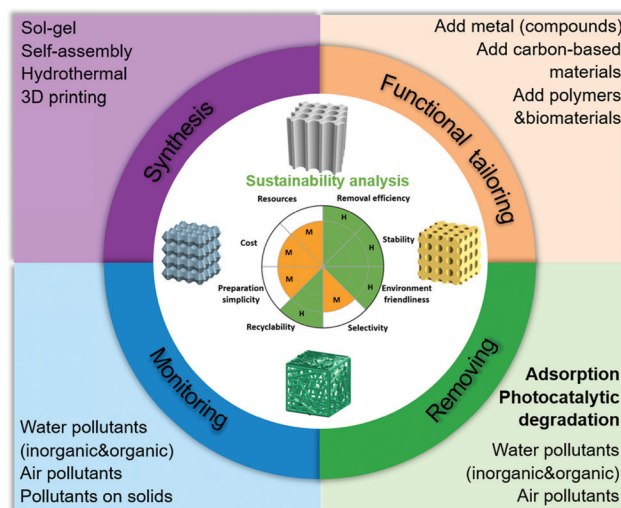 Sol-gel
Self-assembly
Hydrothermal
3D printing
Add metal (compounds)
Add carbon-based
materials
Add polymers
&biomaterials
Synthesis
Functional tailoring
Sustainability analysis
Resources
Removal efficiency
H
M
Cost
Stability
M
H
M
H
Preparation
simplicity
Environment
friendliness
H
M
Recyclability
Selectivity
Monitoring
Removing
Water pollutants
(inorganic&organic)
Air pollutants
Pollutants on solids
Adsorption
Photocatalytic
degradation
Water pollutants
(inorganic&organic)
Air pollutants